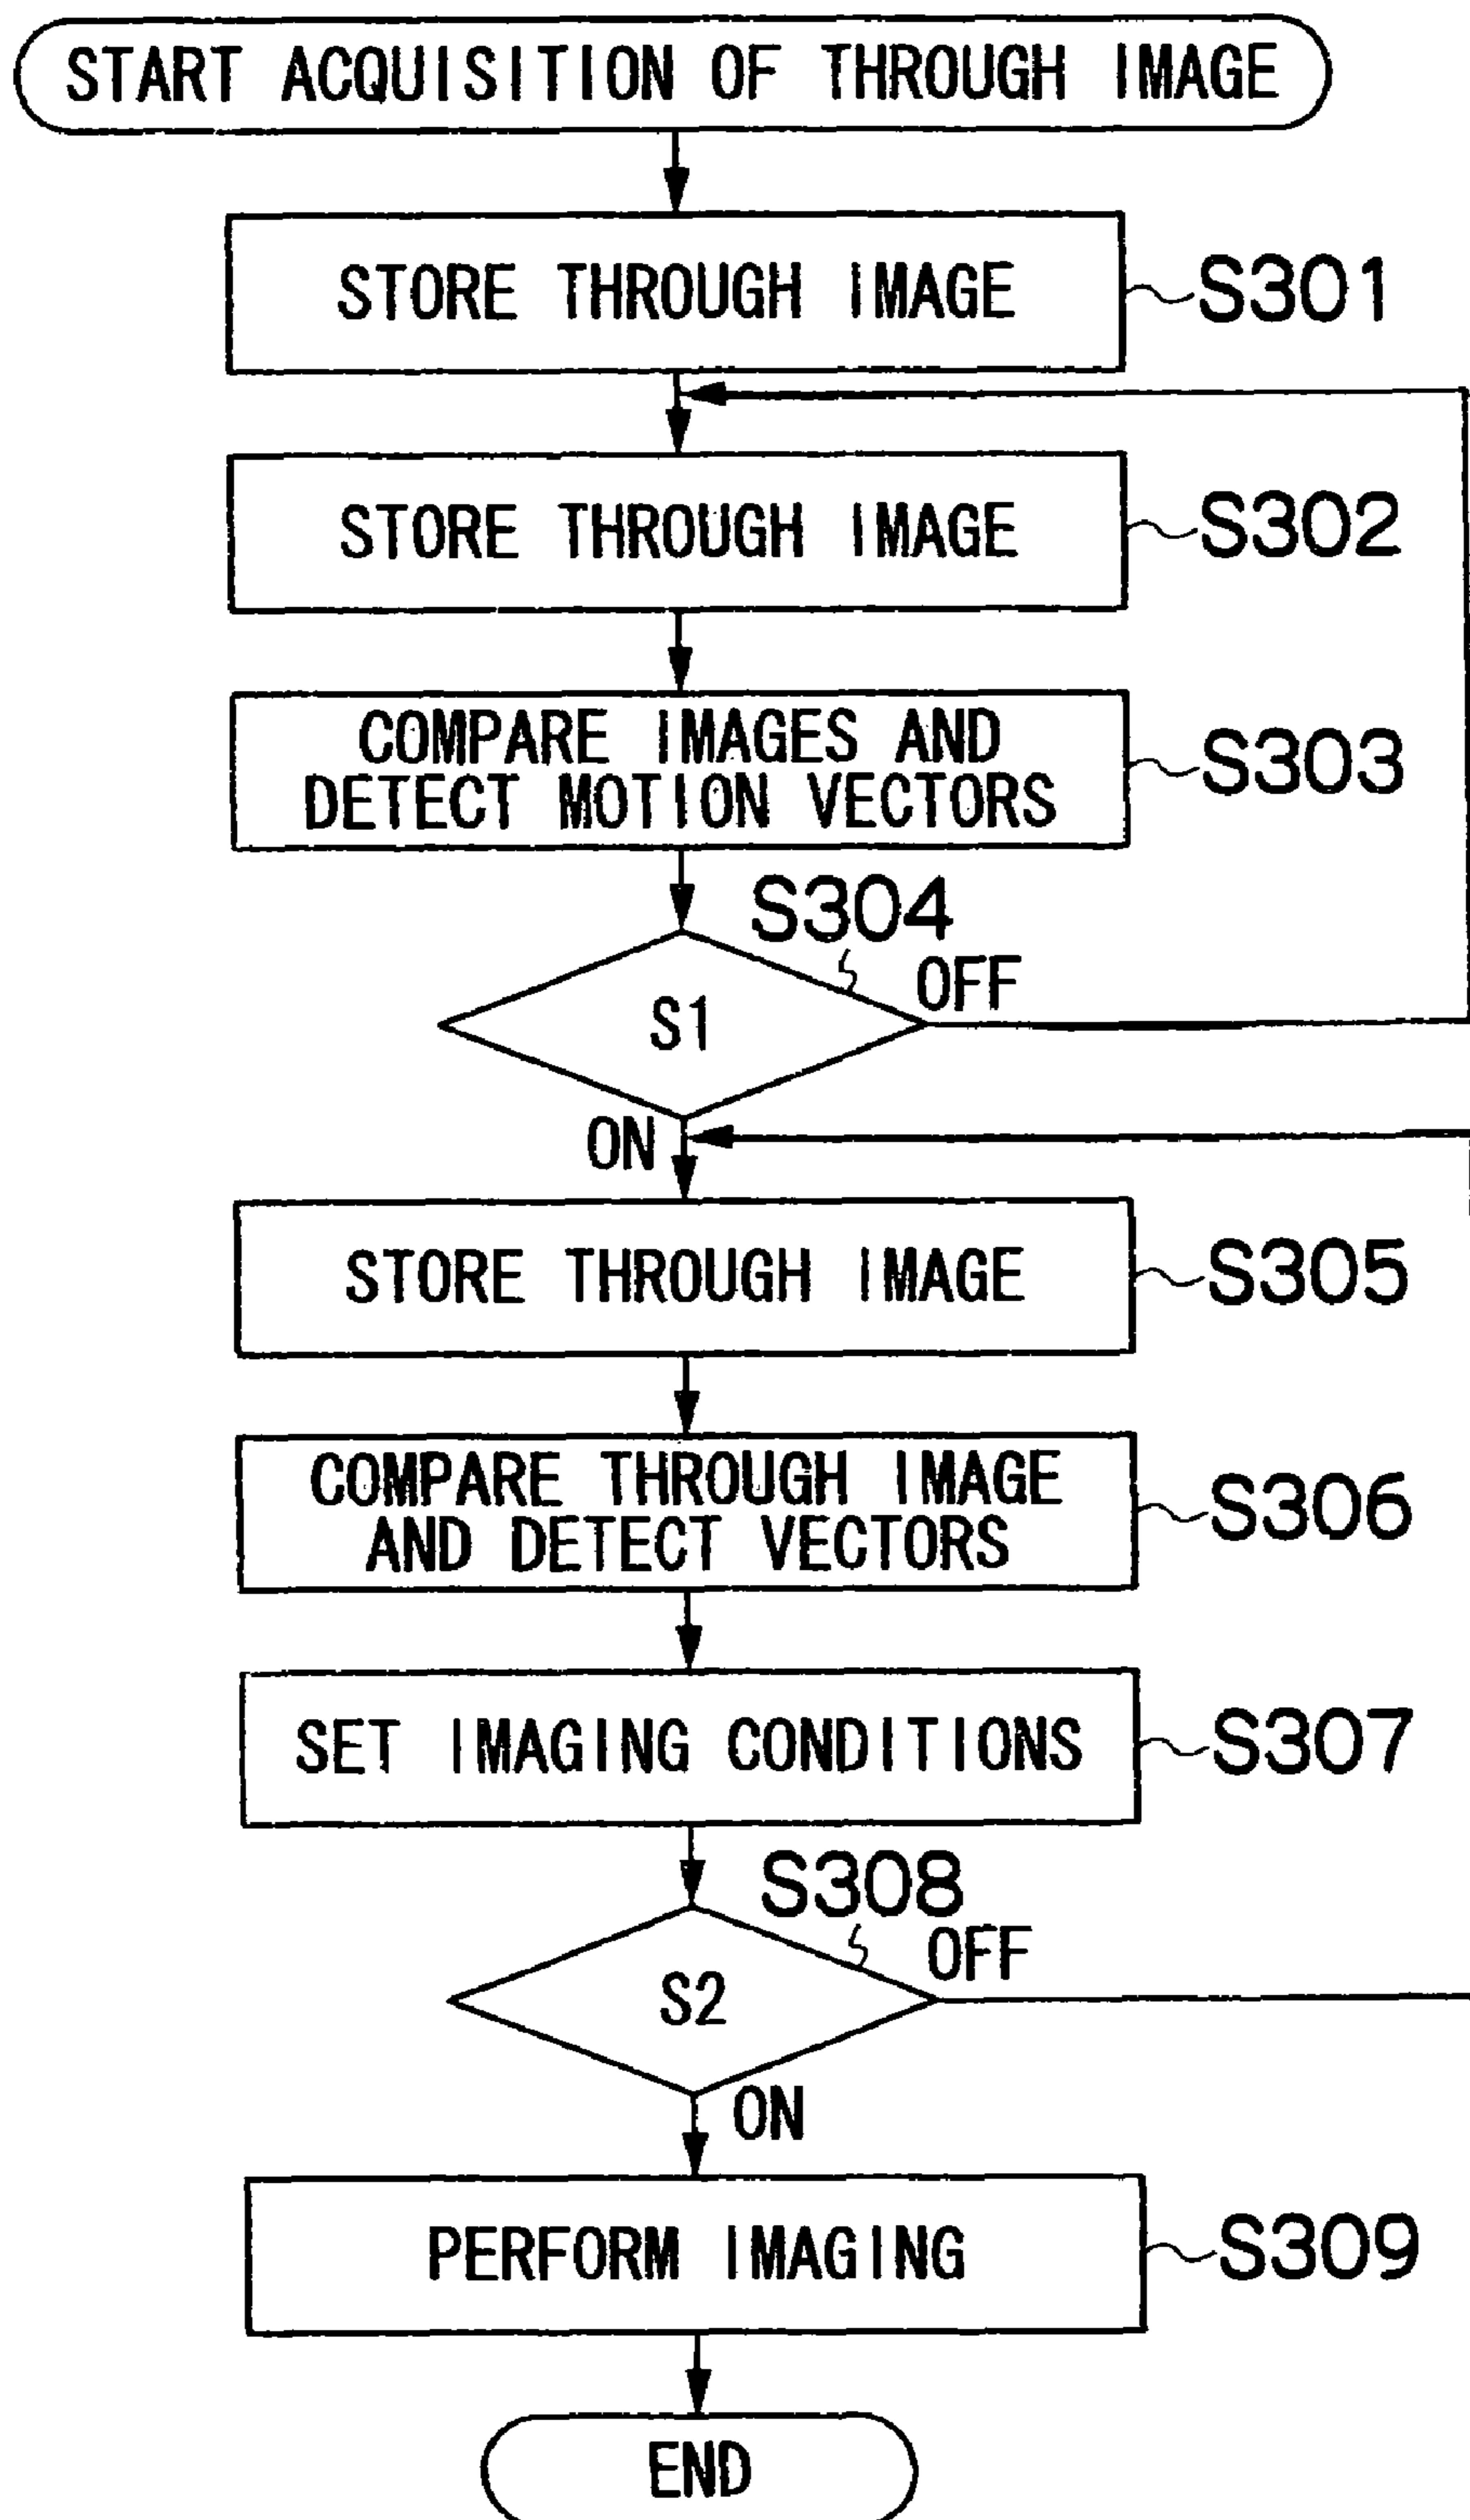 START ACQUISITION OF THROUGH IMAGE
STORE THROUGH IMAGE
S301
STORE THROUGH IMAGE
S302
COMPARE IMAGES AND
DETECT MOTION VECTORS
S303
S304
OFF
S1
ON
STORE THROUGH IMAGE
S305
COMPARE THROUGH IMAGE
AND DETECT VECTORS
S306
SET IMAGING CONDITIONS
S307
S308
OFF
S2
ON
PERFORM IMAGING
S309
END